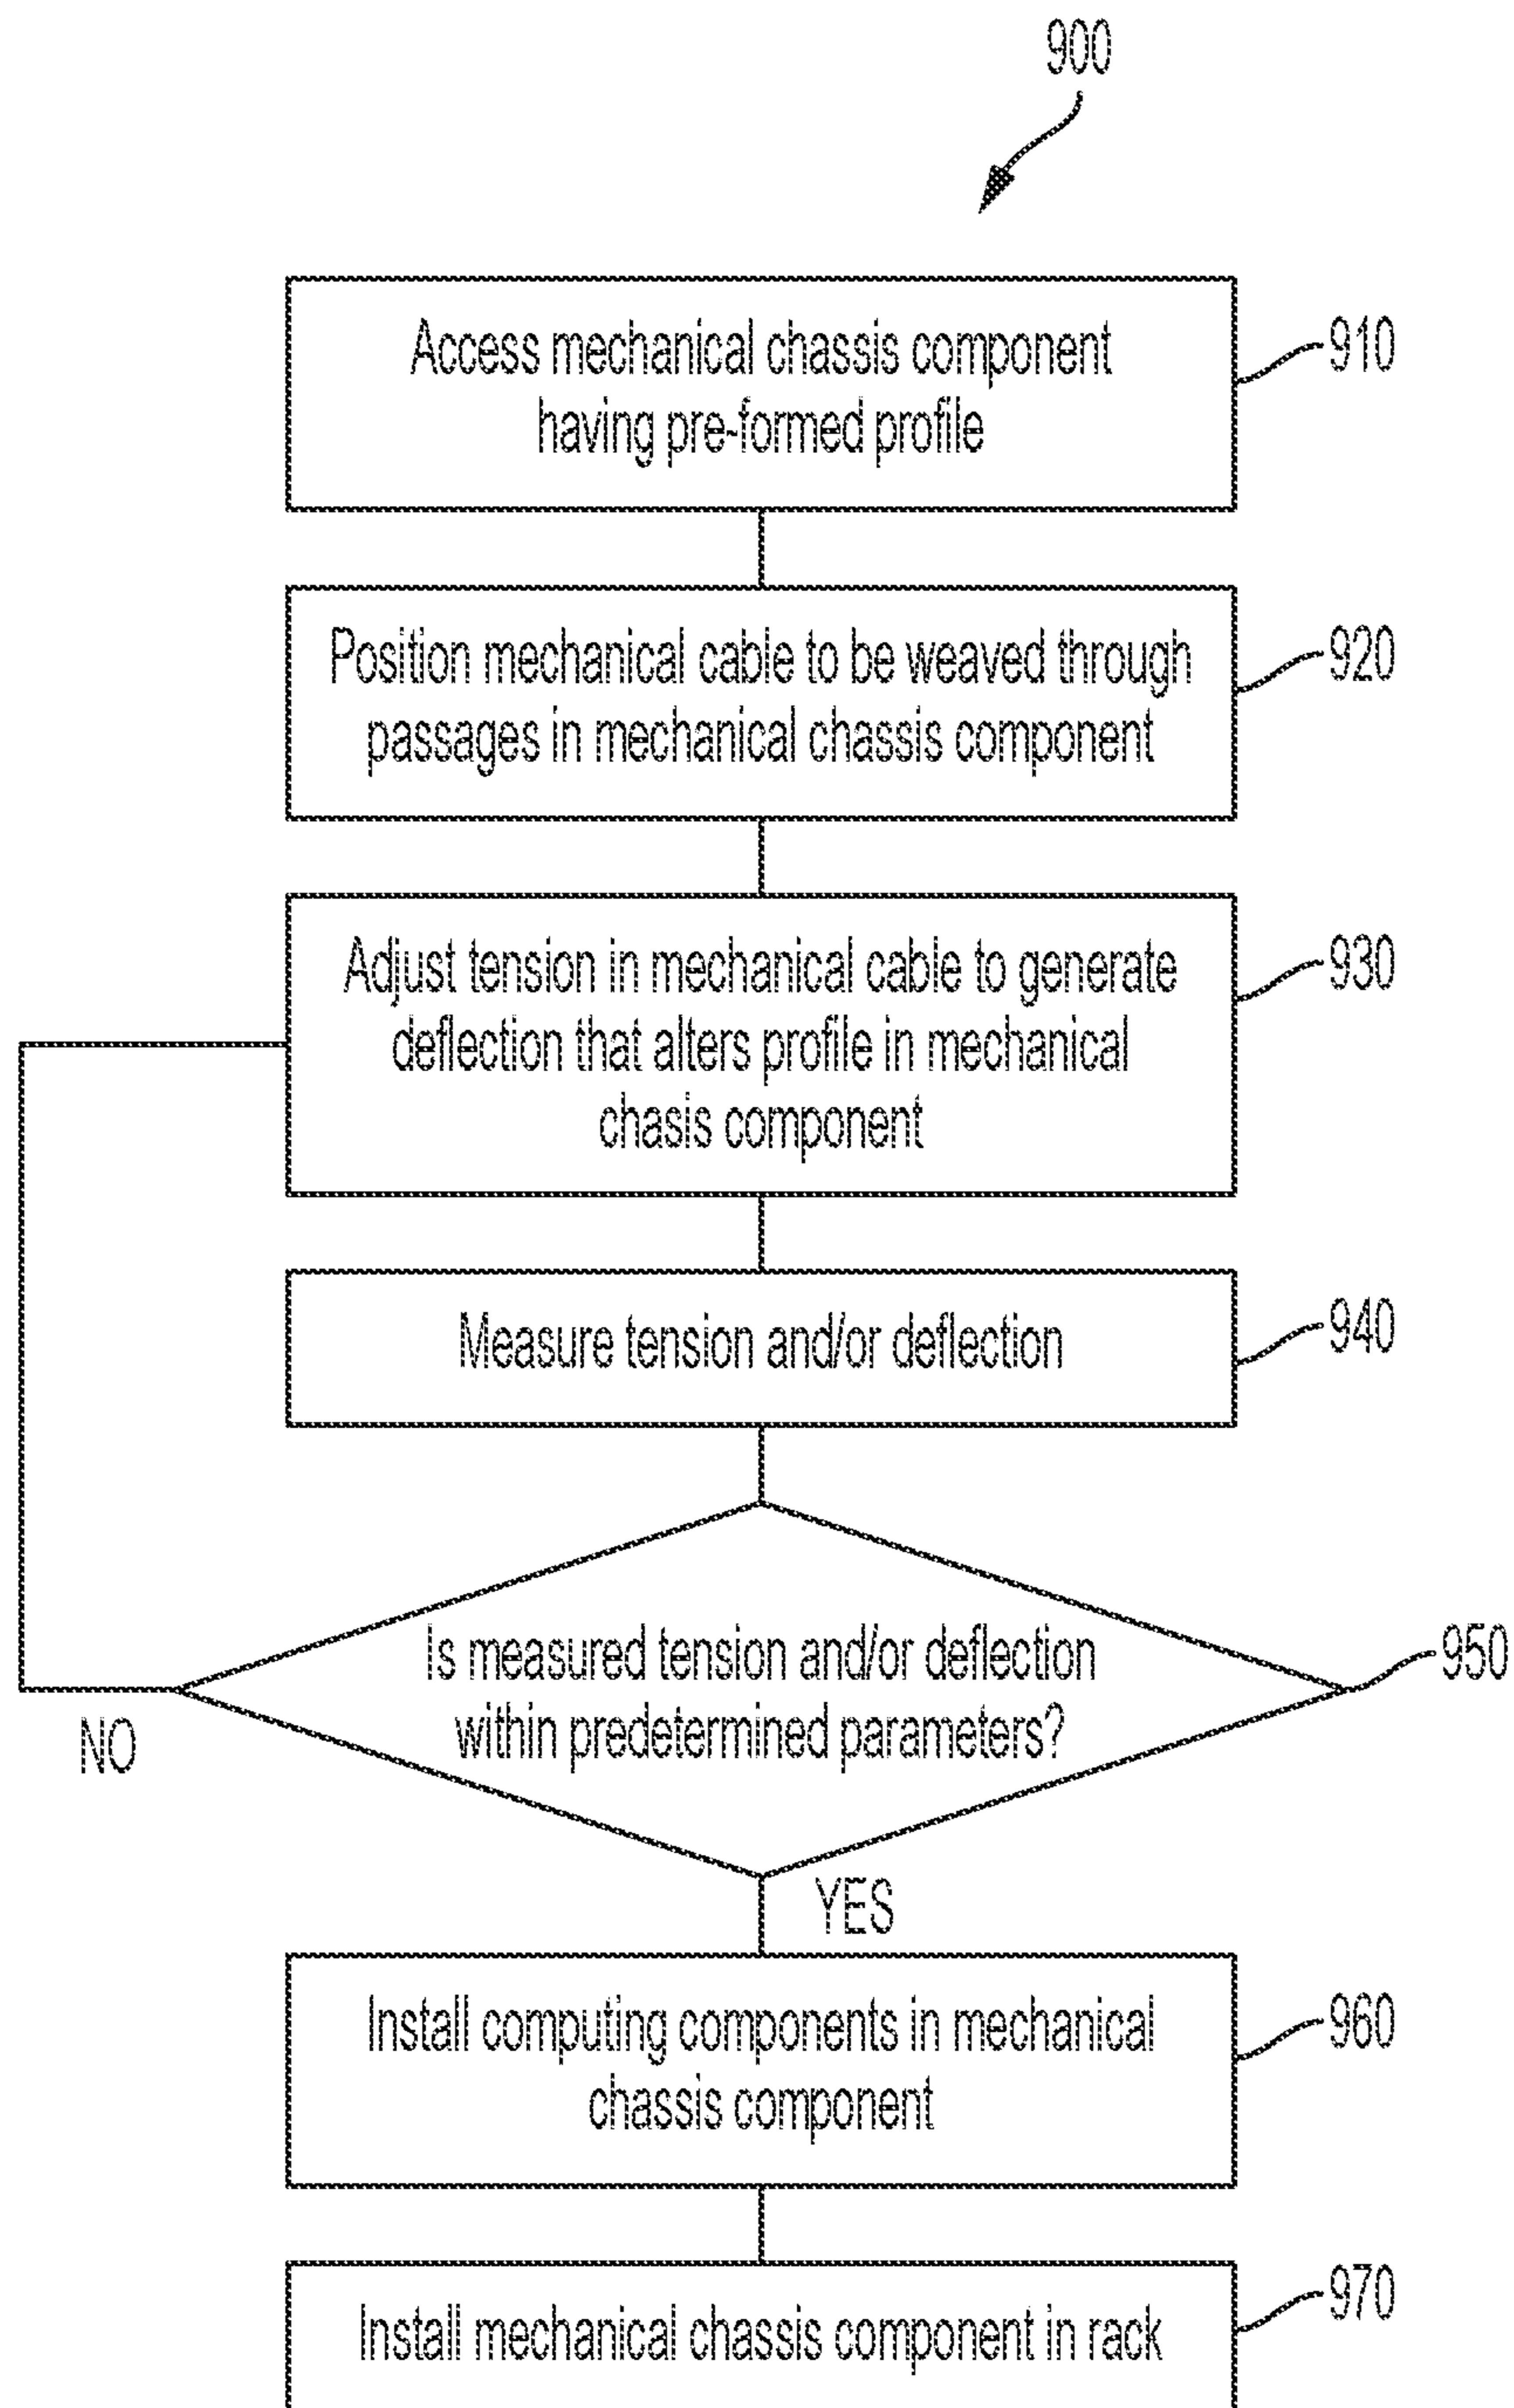 900
Access mechanical chassis component
having pre-formed profile
910
Position mechanical cable to be weaved through
passages in mechanical chassis component
920
Adjust tension in mechanical cable to generate
deflection that alters profile in mechanical
chasis component
930
Measure tension and/or deflection
940
Is measured tension and/or deflection
within predetermined parameters?
950
NO
YES
Install computing components in mechanical
chassis component
960
Install mechanical chassis component in rack
970